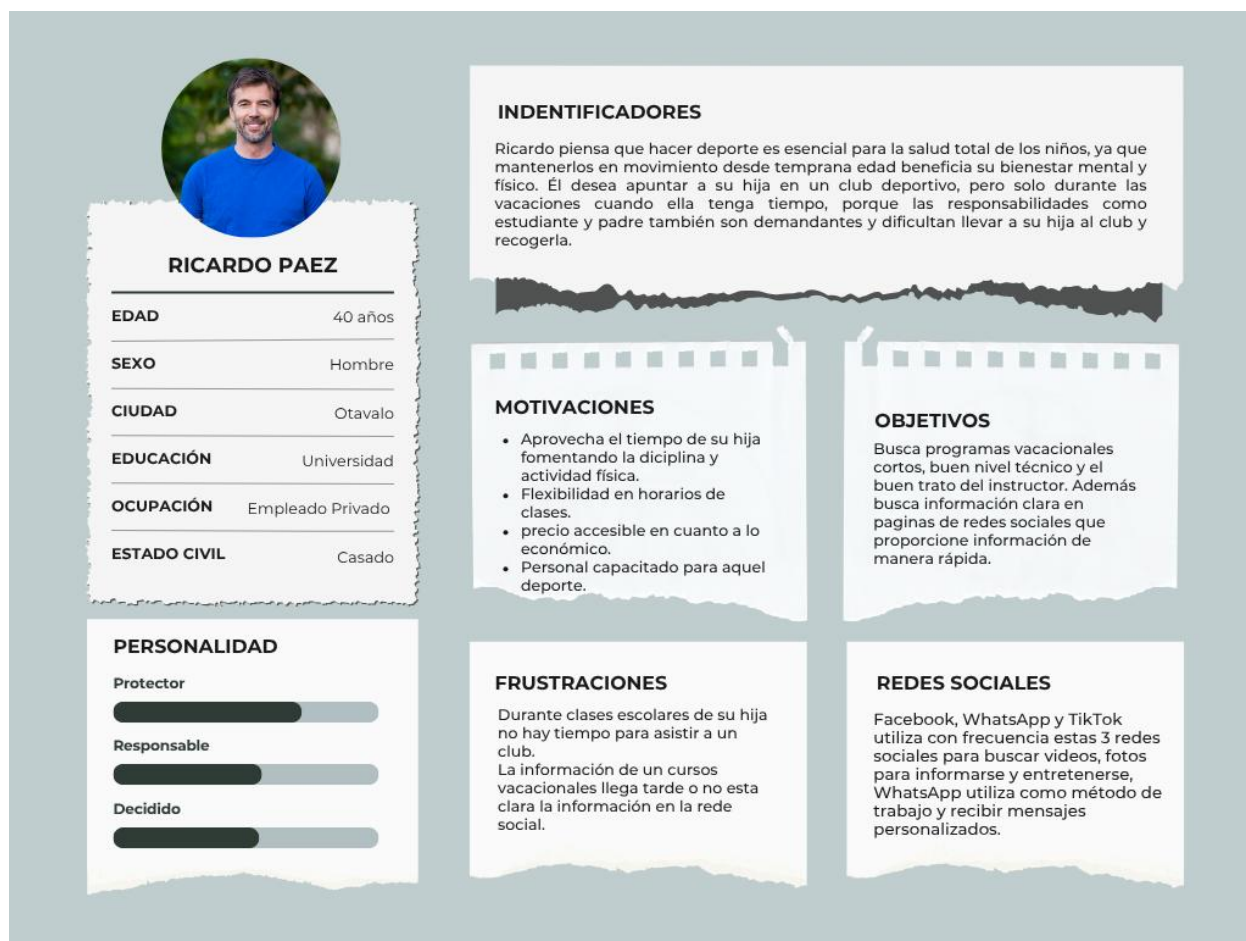 RICARDO PAEZ
EDAD 40 años
SEXO Hombre
CIUDAD Otavalo
EDUCACIÓN Universidad
OCUPACIÓN Empleado Privado
ESTADO CIVIL Casado
PERSONALIDAD
Protector
Responsable
Decidido
INDENTIFICADORES
Ricardo piensa que hacer deporte es esencial para la salud total de los niños, ya que
mantenerlos en movimiento desde temprana edad beneficia su bienestar mental y
físico. Él desea apuntar a su hija en un club deportivo, pero solo durante las
vacaciones cuando ella tenga tiempo, porque las responsabilidades como
estudiante y padre también son demandantes y dificultan llevar a su hija al club y
recogerla.
MOTIVACIONES
• Aprovecha el tiempo de su hija
fomentando la diciplina y
actividad física.
• Flexibilidad en horarios de
clases.
• precio accesible en cuanto a lo
económico.
• Personal capacitado para aquel
deporte.
OBJETIVOS
Busca programas vacacionales
cortos, buen nivel técnico y el
buen trato del instructor. Además
busca información clara en
paginas de redes sociales que
proporcione información de
manera rápida.
FRUSTRACIONES
Durante clases escolares de su hija
no hay tiempo para asistir a un
club.
La información de un cursos
vacacionales llega tarde o no esta
clara la información en la rede
social.
REDES SOCIALES
Facebook, WhatsApp y TikTok
utiliza con frecuencia estas 3 redes
sociales para buscar videos, fotos
para informarse y entretenerse,
WhatsApp utiliza como método de
trabajo y recibir mensajes
personalizados.